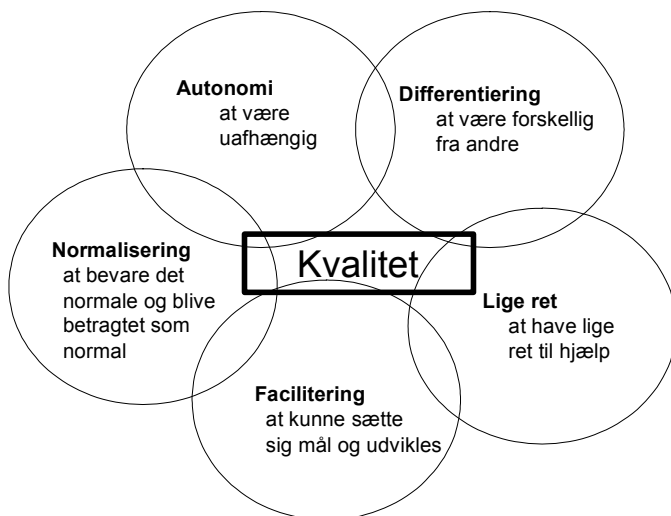 Autonomi
at være
uafhængig
Differentiering
at være forskellig
fra andre
Normalisering
at bevare det
normale og blive
betragtet som
normal
Kvalitet
Lige ret
at have lige
ret til hjælp
Facilitering
at kunne sætte
sig mål og udvikles